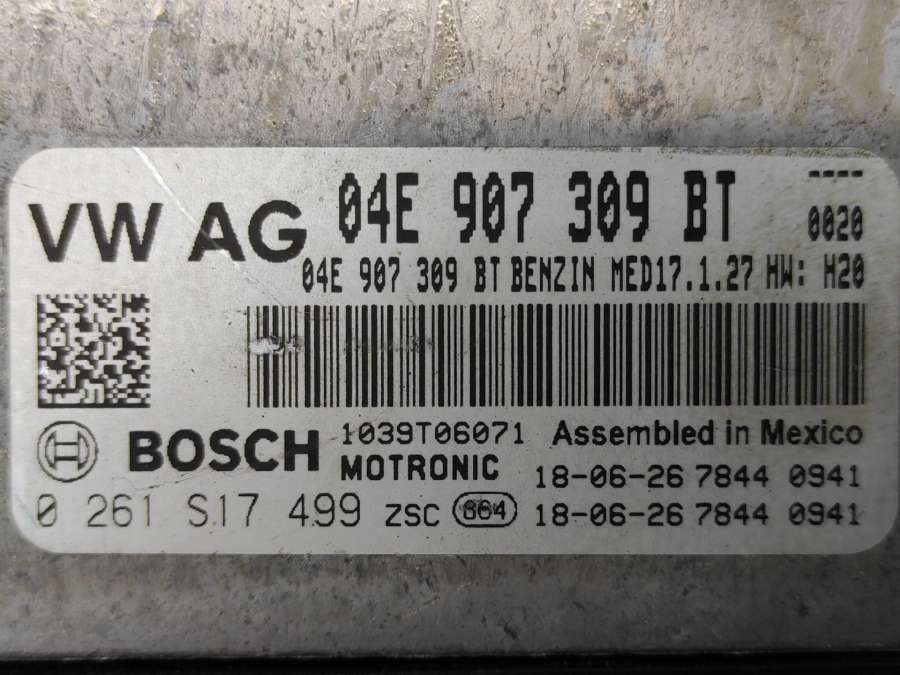 VW AG 04E 907 309 BT ----
0020
04E 907 309 BT BENZIN MED17.1.27 HW: H20
BOSCH 1039T06071 Assembled in Mexico
MOTRONIC 18-06-26 7844 0941
0 261 S17 499 ZSC 864 18-06-26 7844 0941